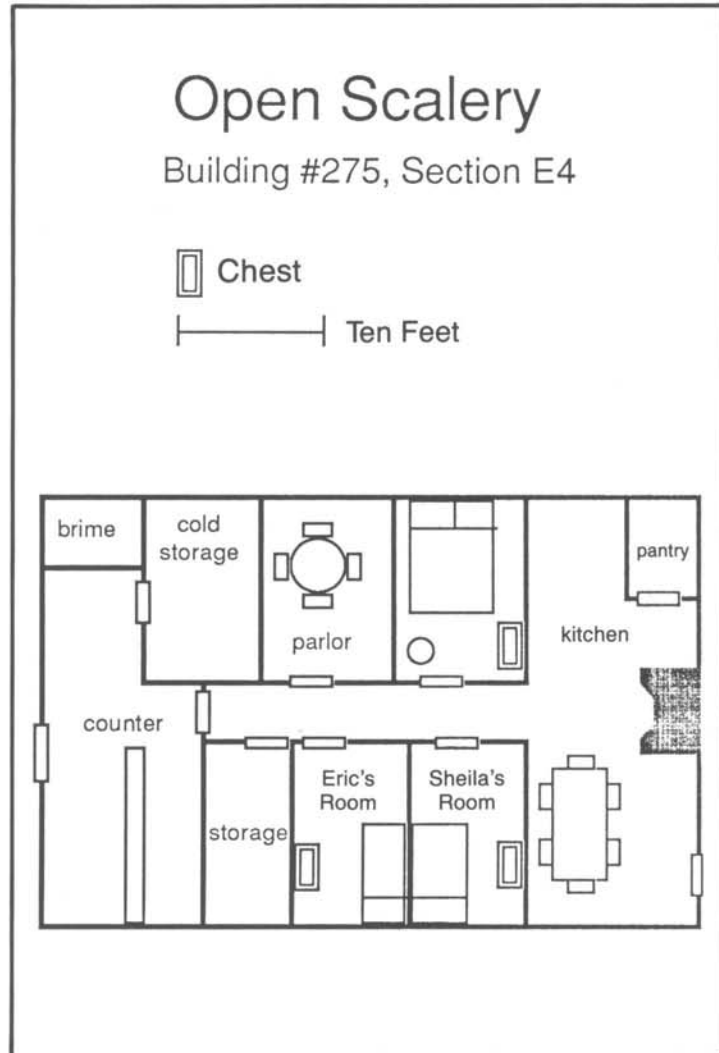 Open Scalery
Building #275, Section E4
Chest
Ten Feet
brime
cold
storage
parlor
pantry
kitchen
counter
Eric's
Room
Sheila's
Room
storage